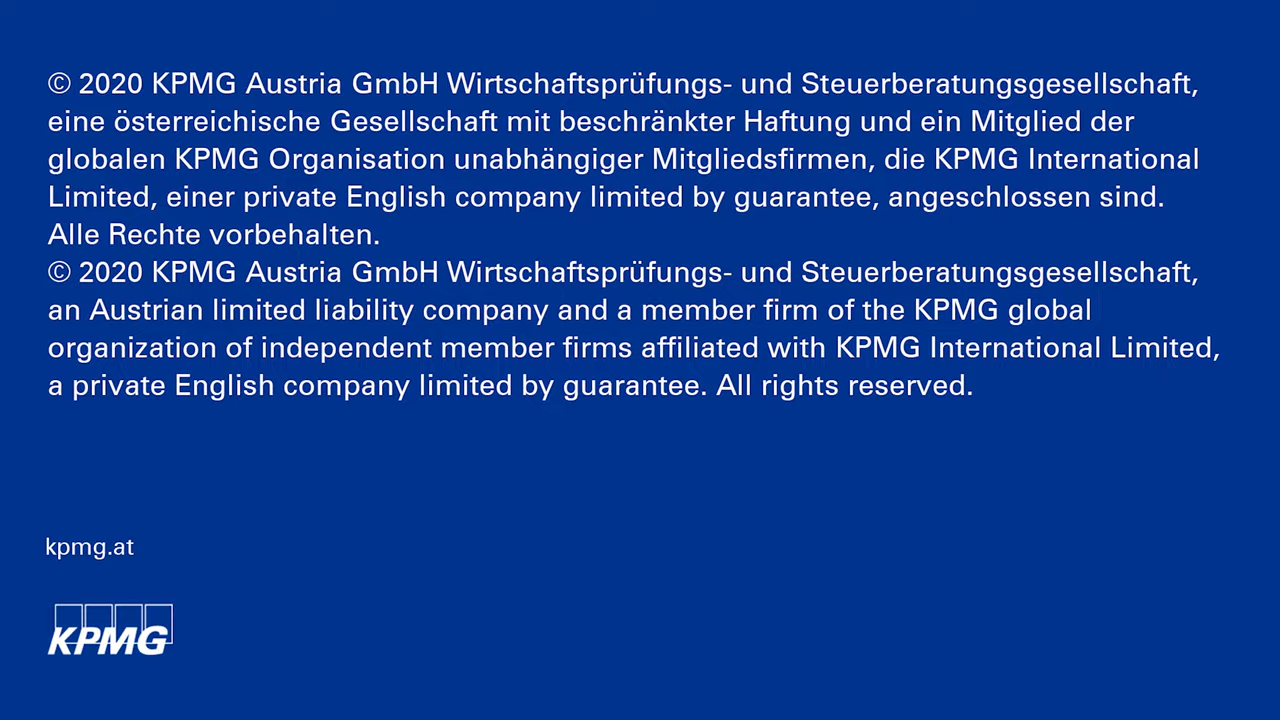 © 2020 KPMG Austria GmbH Wirtschaftsprüfungs- und Steuerberatungsgesellschaft,
eine österreichische Gesellschaft mit beschränkter Haftung und ein Mitglied der
globalen KPMG Organisation unabhängiger Mitgliedsfirmen, die KPMG International
Limited, einer private English company limited by guarantee, angeschlossen sind.
Alle Rechte vorbehalten.
© 2020 KPMG Austria GmbH Wirtschaftsprüfungs- und Steuerberatungsgesellschaft,
an Austrian limited liability company and a member firm of the KPMG global
organization of independent member firms affiliated with KPMG International Limited,
a private English company limited by guarantee. All rights reserved.
kpmg.at
KPMG